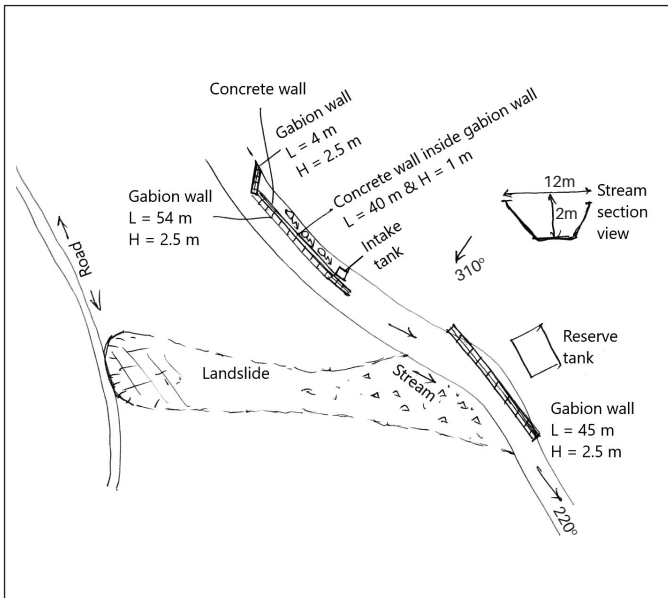 Concrete wall
Gabion wall
L = 4 m
H = 2.5 m
Concrete wall inside gabion wall
L = 40 m & H = 1 m
Gabion wall
L = 54 m
H = 2.5 m
Intake
tank
12m
2m
Stream
section
view
310°
Road
Landslide
Stream
Reserve
tank
Gabion wall
L = 45 m
H = 2.5 m
220°